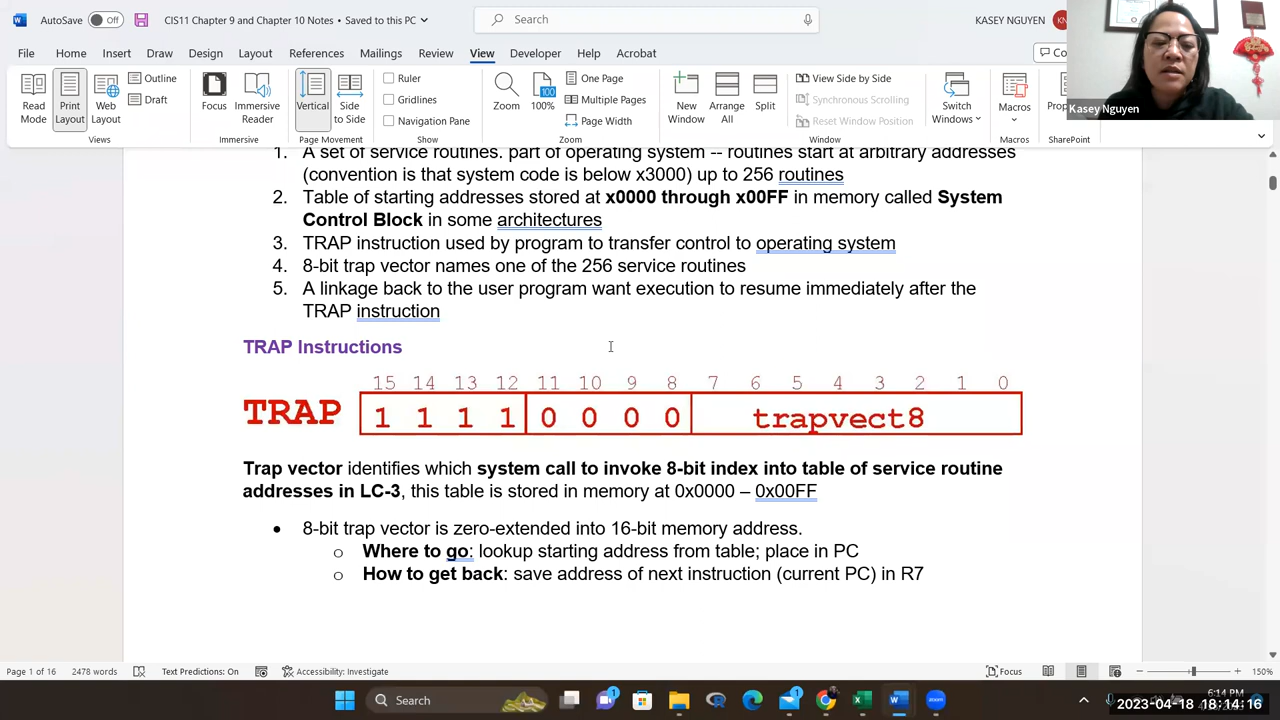 AutoSave Off CIS11 Chapter 9 and Chapter 10 Notes • Saved to this PC Search KASEY NGUYEN
File Home Insert Draw Design Layout References Mailings Review View Developer Help Acrobat
Read Mode Print Layout Web Layout Outline Draft Focus Immersive Reader Vertical Side to Side Ruler Gridlines Navigation Pane Zoom 100 100% One Page Multiple Pages Page Width New Window Arrange All Split View Side by Side Synchronous Scrolling Reset Window Position Switch Windows Macros
Views Immersive Page Movement Show Zoom Window Macros SharePoint
Kasey Nguyen
1. A set of service routines. part of operating system -- routines start at arbitrary addresses
(convention is that system code is below x3000) up to 256 routines
2. Table of starting addresses stored at x0000 through x00FF in memory called System
Control Block in some architectures
3. TRAP instruction used by program to transfer control to operating system
4. 8-bit trap vector names one of the 256 service routines
5. A linkage back to the user program want execution to resume immediately after the
TRAP instruction
TRAP Instructions
15 14 13 12 11 10 9 8 7 6 5 4 3 2 1 0
TRAP 1 1 1 1 0 0 0 0 trapvect8
Trap vector identifies which system call to invoke 8-bit index into table of service routine
addresses in LC-3, this table is stored in memory at 0x0000 – 0x00FF
• 8-bit trap vector is zero-extended into 16-bit memory address.
o Where to go: lookup starting address from table; place in PC
o How to get back: save address of next instruction (current PC) in R7
Page 1 of 16 2478 words Text Predictions: On Accessibility: Investigate Focus 150%
Search 6:14 PM
2023-04-18 18:14:16